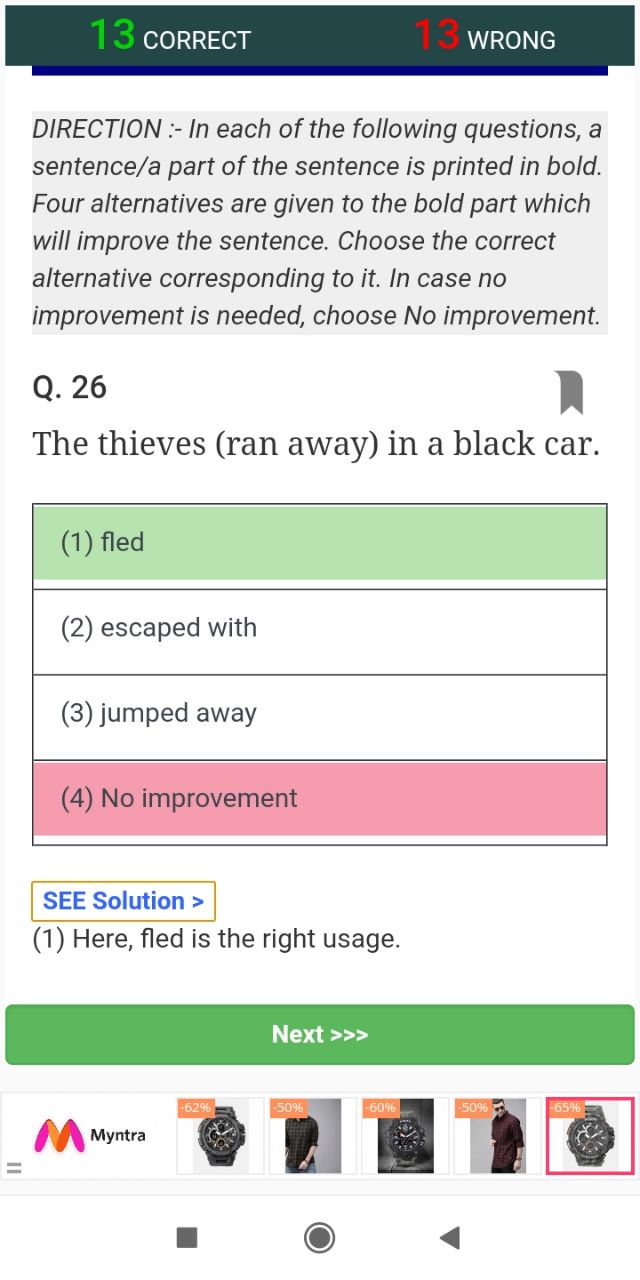 13 CORRECT 13 WRONG
DIRECTION :- In each of the following questions, a
sentence/a part of the sentence is printed in bold.
Four alternatives are given to the bold part which
will improve the sentence. Choose the correct
alternative corresponding to it. In case no
improvement is needed, choose No improvement.
Q. 26
The thieves (ran away) in a black car.
(1) fled
(2) escaped with
(3) jumped away
(4) No improvement
SEE Solution >
(1) Here, fled is the right usage.
Next >>>
-62% -50% -60% -50% -65%
Myntra